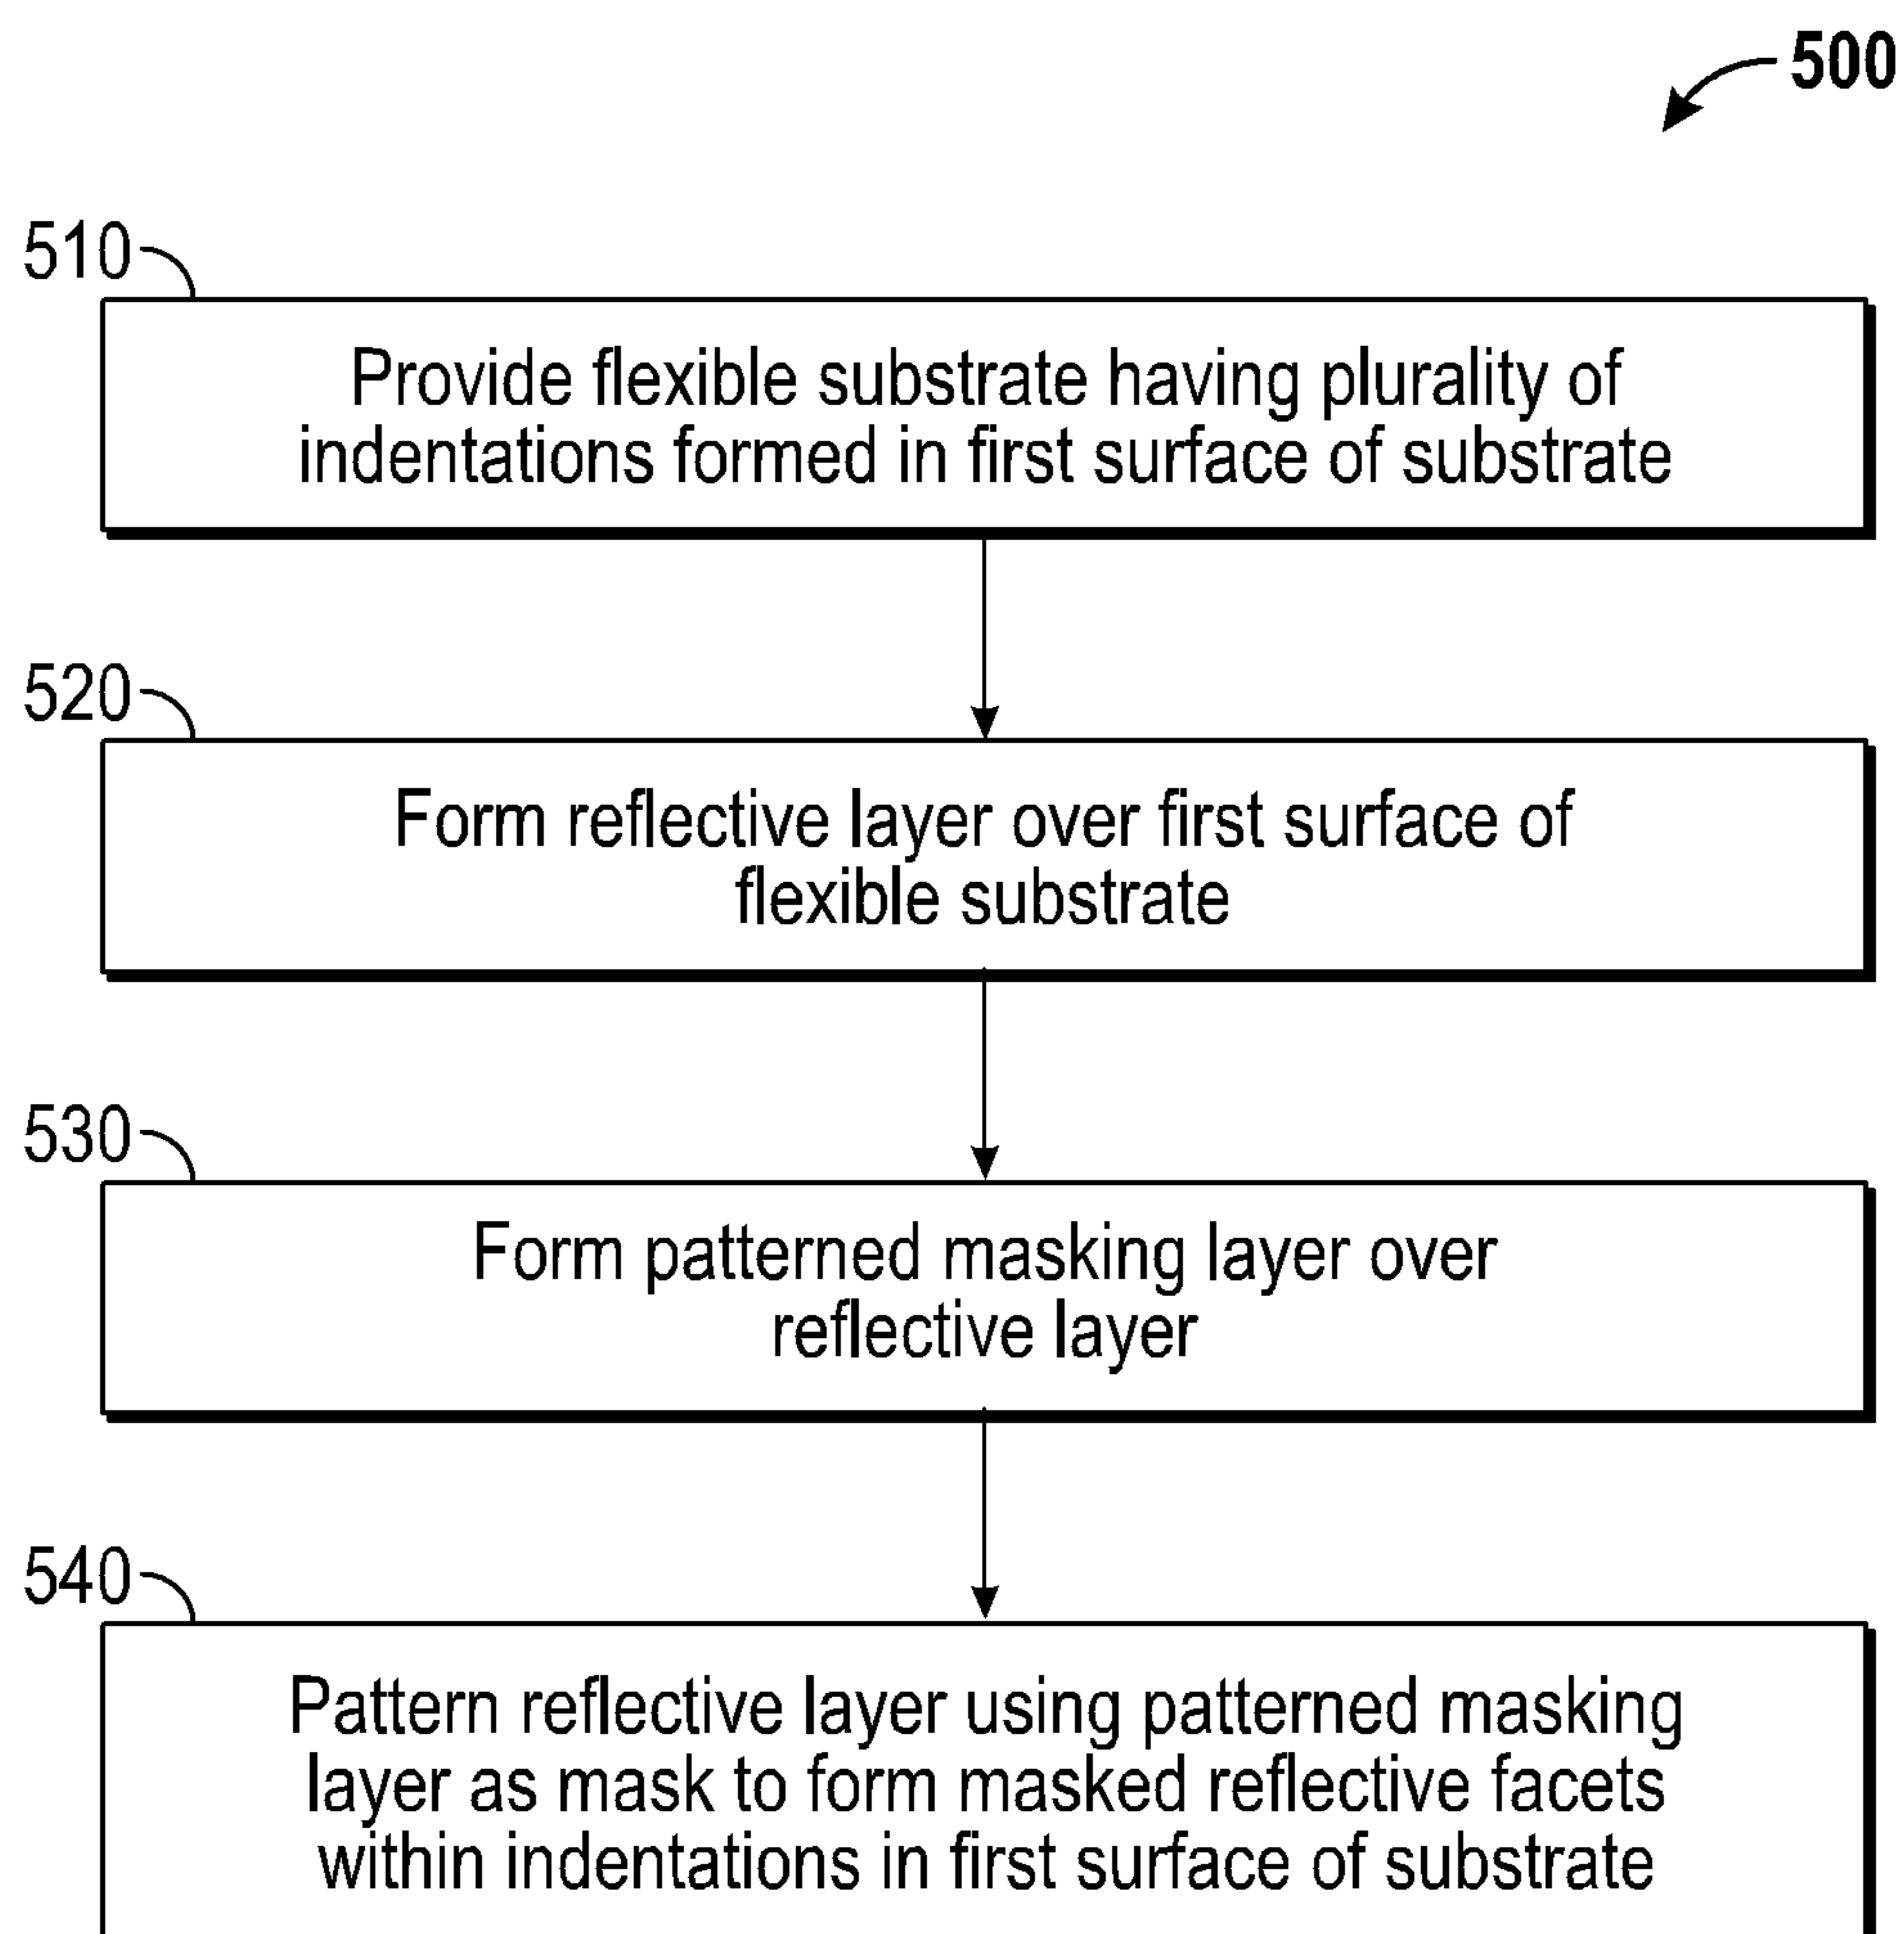 500
510
Provide flexible substrate having plurality of
indentations formed in first surface of substrate
520
Form reflective layer over first surface of
flexible substrate
530
Form patterned masking layer over
reflective layer
540
Pattern reflective layer using patterned masking
layer as mask to form masked reflective facets
within indentations in first surface of substrate